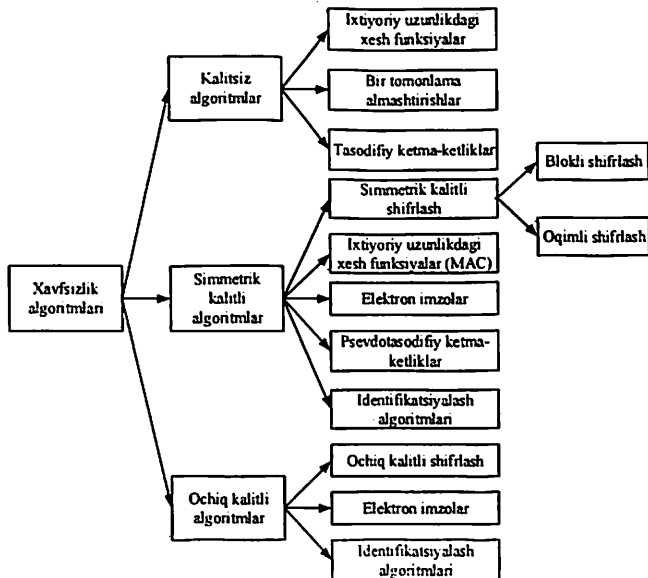 Ixtiyoriy uzunlikdagi
xesh funksiyalar
Kalitsiz
algoritmlar
Bir tomonlama
almashtirishlar
Tasodifiy ketma-ketliklar
Blokli shifrlash
Simmetrik kalitli
shifrlash
Oqimli shifrlash
Ixtiyoriy uzunlikdagi
xesh funksiyalar (MAC)
Xavfsizlik
algoritmlari
Simmetrik
kalitli
algoritmlar
Elektron imzolar
Psevdotasodifiy ketma-
ketliklar
Identifikatsiyalash
algoritmlari
Ochiq kalitli shifrlash
Ochiq kalitli
algoritmlar
Elektron imzolar
Identifikatsiyalash
algoritmlari